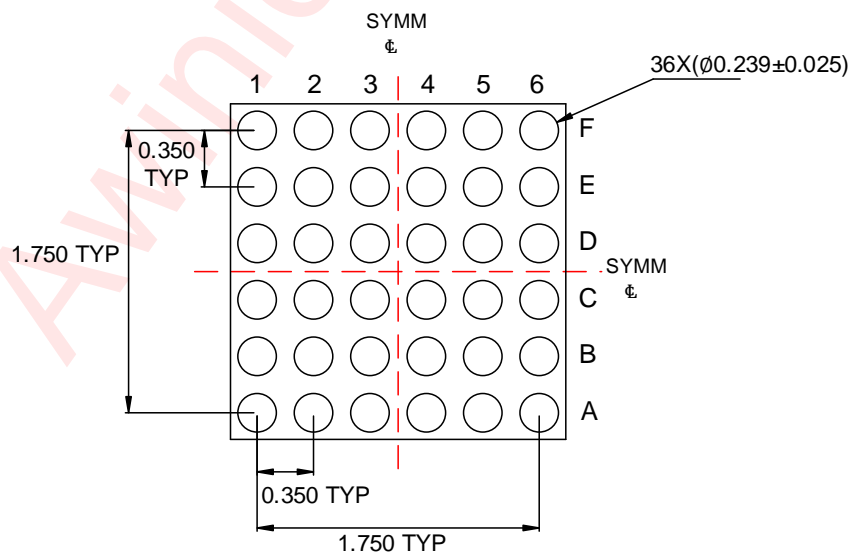 SYMM
℄
36X(Ø0.239±0.025)
1 2 3 4 5 6
F
0.350
TYP
E
D
1.750 TYP
SYMM
℄
C
B
A
0.350 TYP
1.750 TYP
Awinic